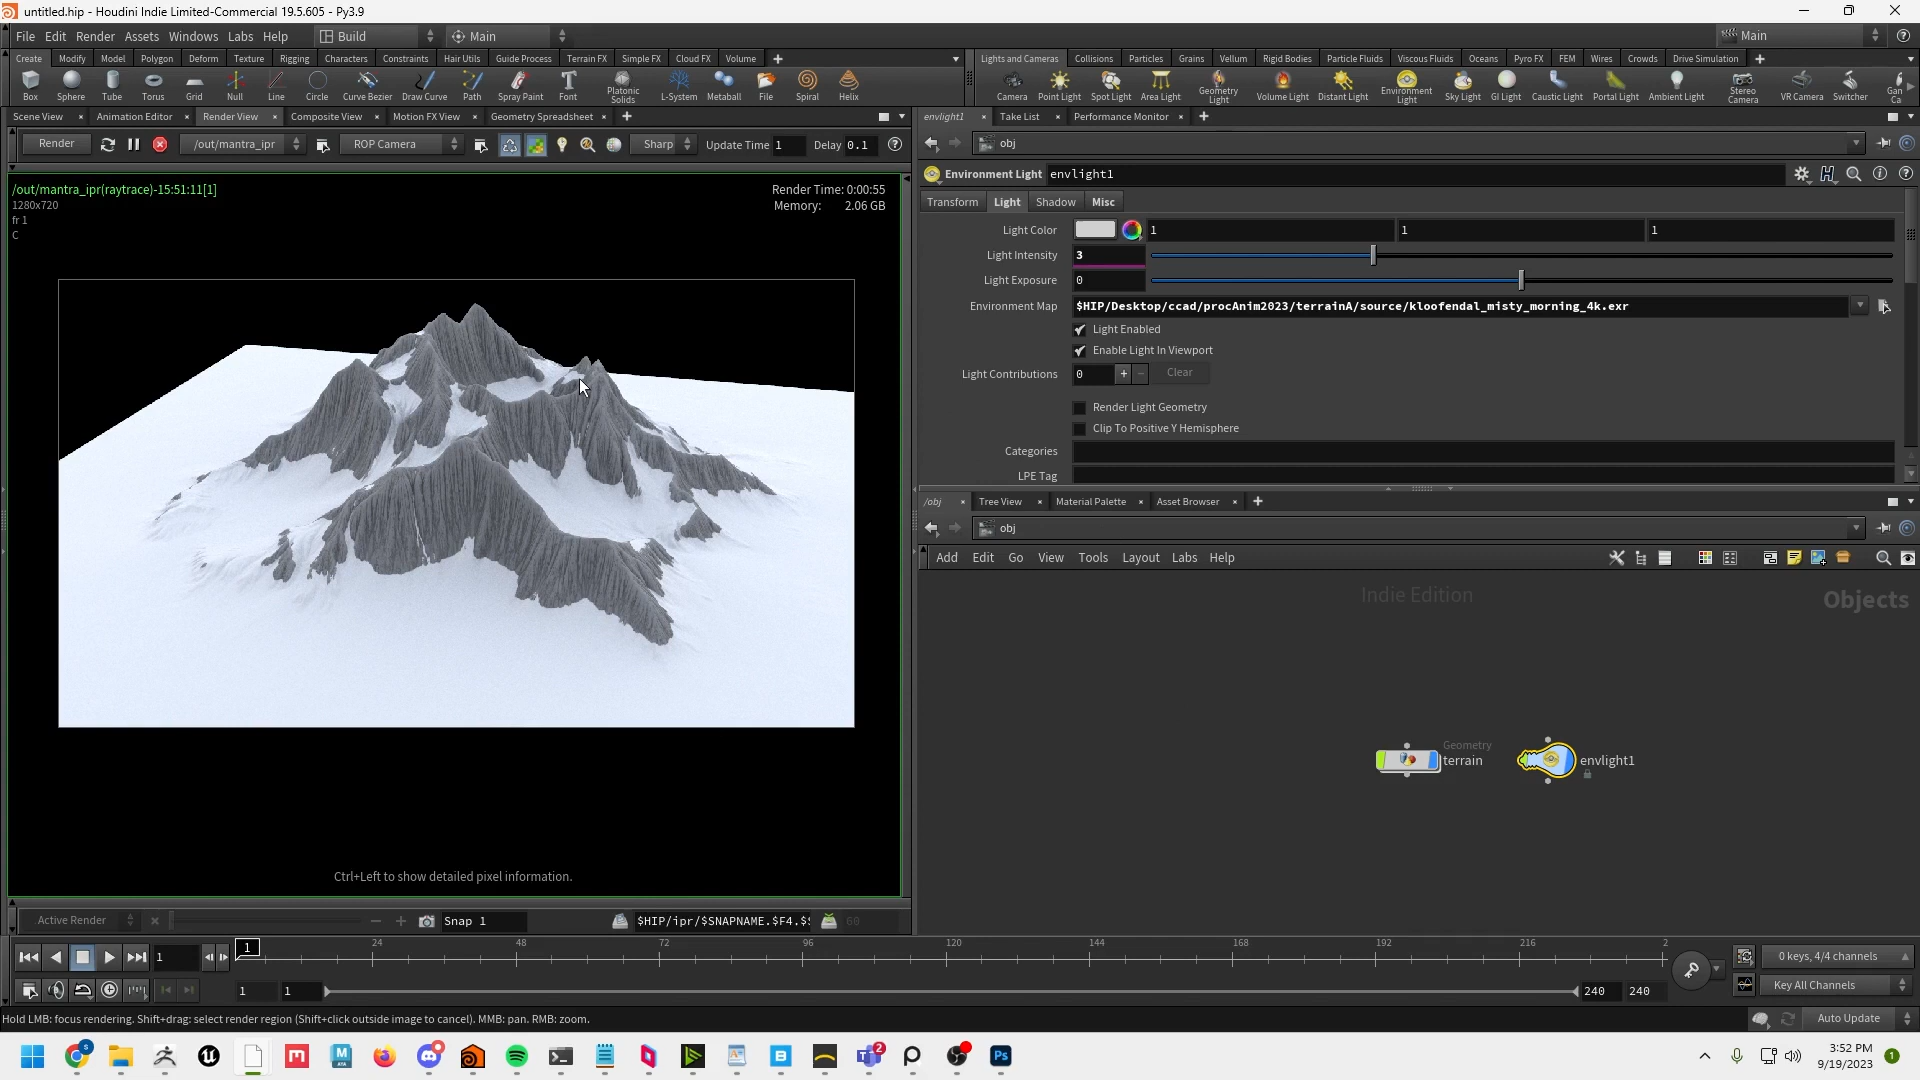 untitled.hip - Houdini Indie Limited-Commercial 19.5.605 - Py3.9
File Edit Render Assets Windows Labs Help Build Main Main
Create Modify Model Polygon Deform Texture Rigging Characters Constraints Hair Utils Guide Process Terrain FX Simple FX Cloud FX Volume
Lights and Cameras Collisions Particles Grains Vellum Rigid Bodies Particle Fluids Viscous Fluids Oceans Pyro FX FEM Wires Crowds Drive Simulation
Box Sphere Tube Torus Grid Null Line Circle Curve Bezier Draw Curve Path Spray Paint Font Platonic Solids L-System Metaball File Spiral Helix
Camera Point Light Spot Light Area Light Geometry Light Volume Light Distant Light Environment Light Sky Light GI Light Caustic Light Portal Light Ambient Light Stereo Camera VR Camera Switcher Gan Ca
Scene View Animation Editor Render View Composite View Motion FX View Geometry Spreadsheet
envlight1 Take List Performance Monitor
Render /out/mantra_ipr ROP Camera Sharp Update Time 1 Delay 0.1
obj
Environment Light envlight1
/out/mantra_ipr(raytrace)-15:51:11[1]
1280x720
fr 1
C
Render Time: 0:00:55
Memory: 2.06 GB
Transform Light Shadow Misc
Light Color 1 1 1
Light Intensity 3
Light Exposure 0
Environment Map $HIP/Desktop/ccad/procAnim2023/terrainA/source/kloofendal_misty_morning_4k.exr
Light Enabled
Enable Light In Viewport
Light Contributions 0 + - Clear
Render Light Geometry
Clip To Positive Y Hemisphere
Categories
LPE Tag
/obj Tree View Material Palette Asset Browser
obj
Add Edit Go View Tools Layout Labs Help
Indie Edition
Objects
Geometry
terrain
envlight1
Ctrl+Left to show detailed pixel information.
Active Render Snap 1 $HIP/ipr/$SNAPNAME.$F4.$ 60
1 1 24 48 72 96 120 144 168 192 216 2
0 keys, 4/4 channels
1 1 240 240
Key All Channels
Hold LMB: focus rendering. Shift+drag: select render region (Shift+click outside image to cancel). MMB: pan. RMB: zoom.
Auto Update
3:52 PM
9/19/2023